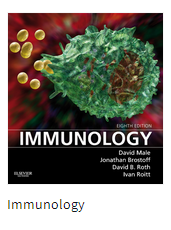 EIGHTH EDITION
IMMUNOLOGY
David Male
Jonathan Brostoff
David B. Roth
Ivan Roitt
ELSEVIER
Immunology